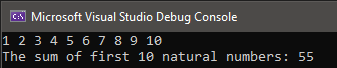 Microsoft Visual Studio Debug Console
1 2 3 4 5 6 7 8 9 10
The sum of first 10 natural numbers: 55